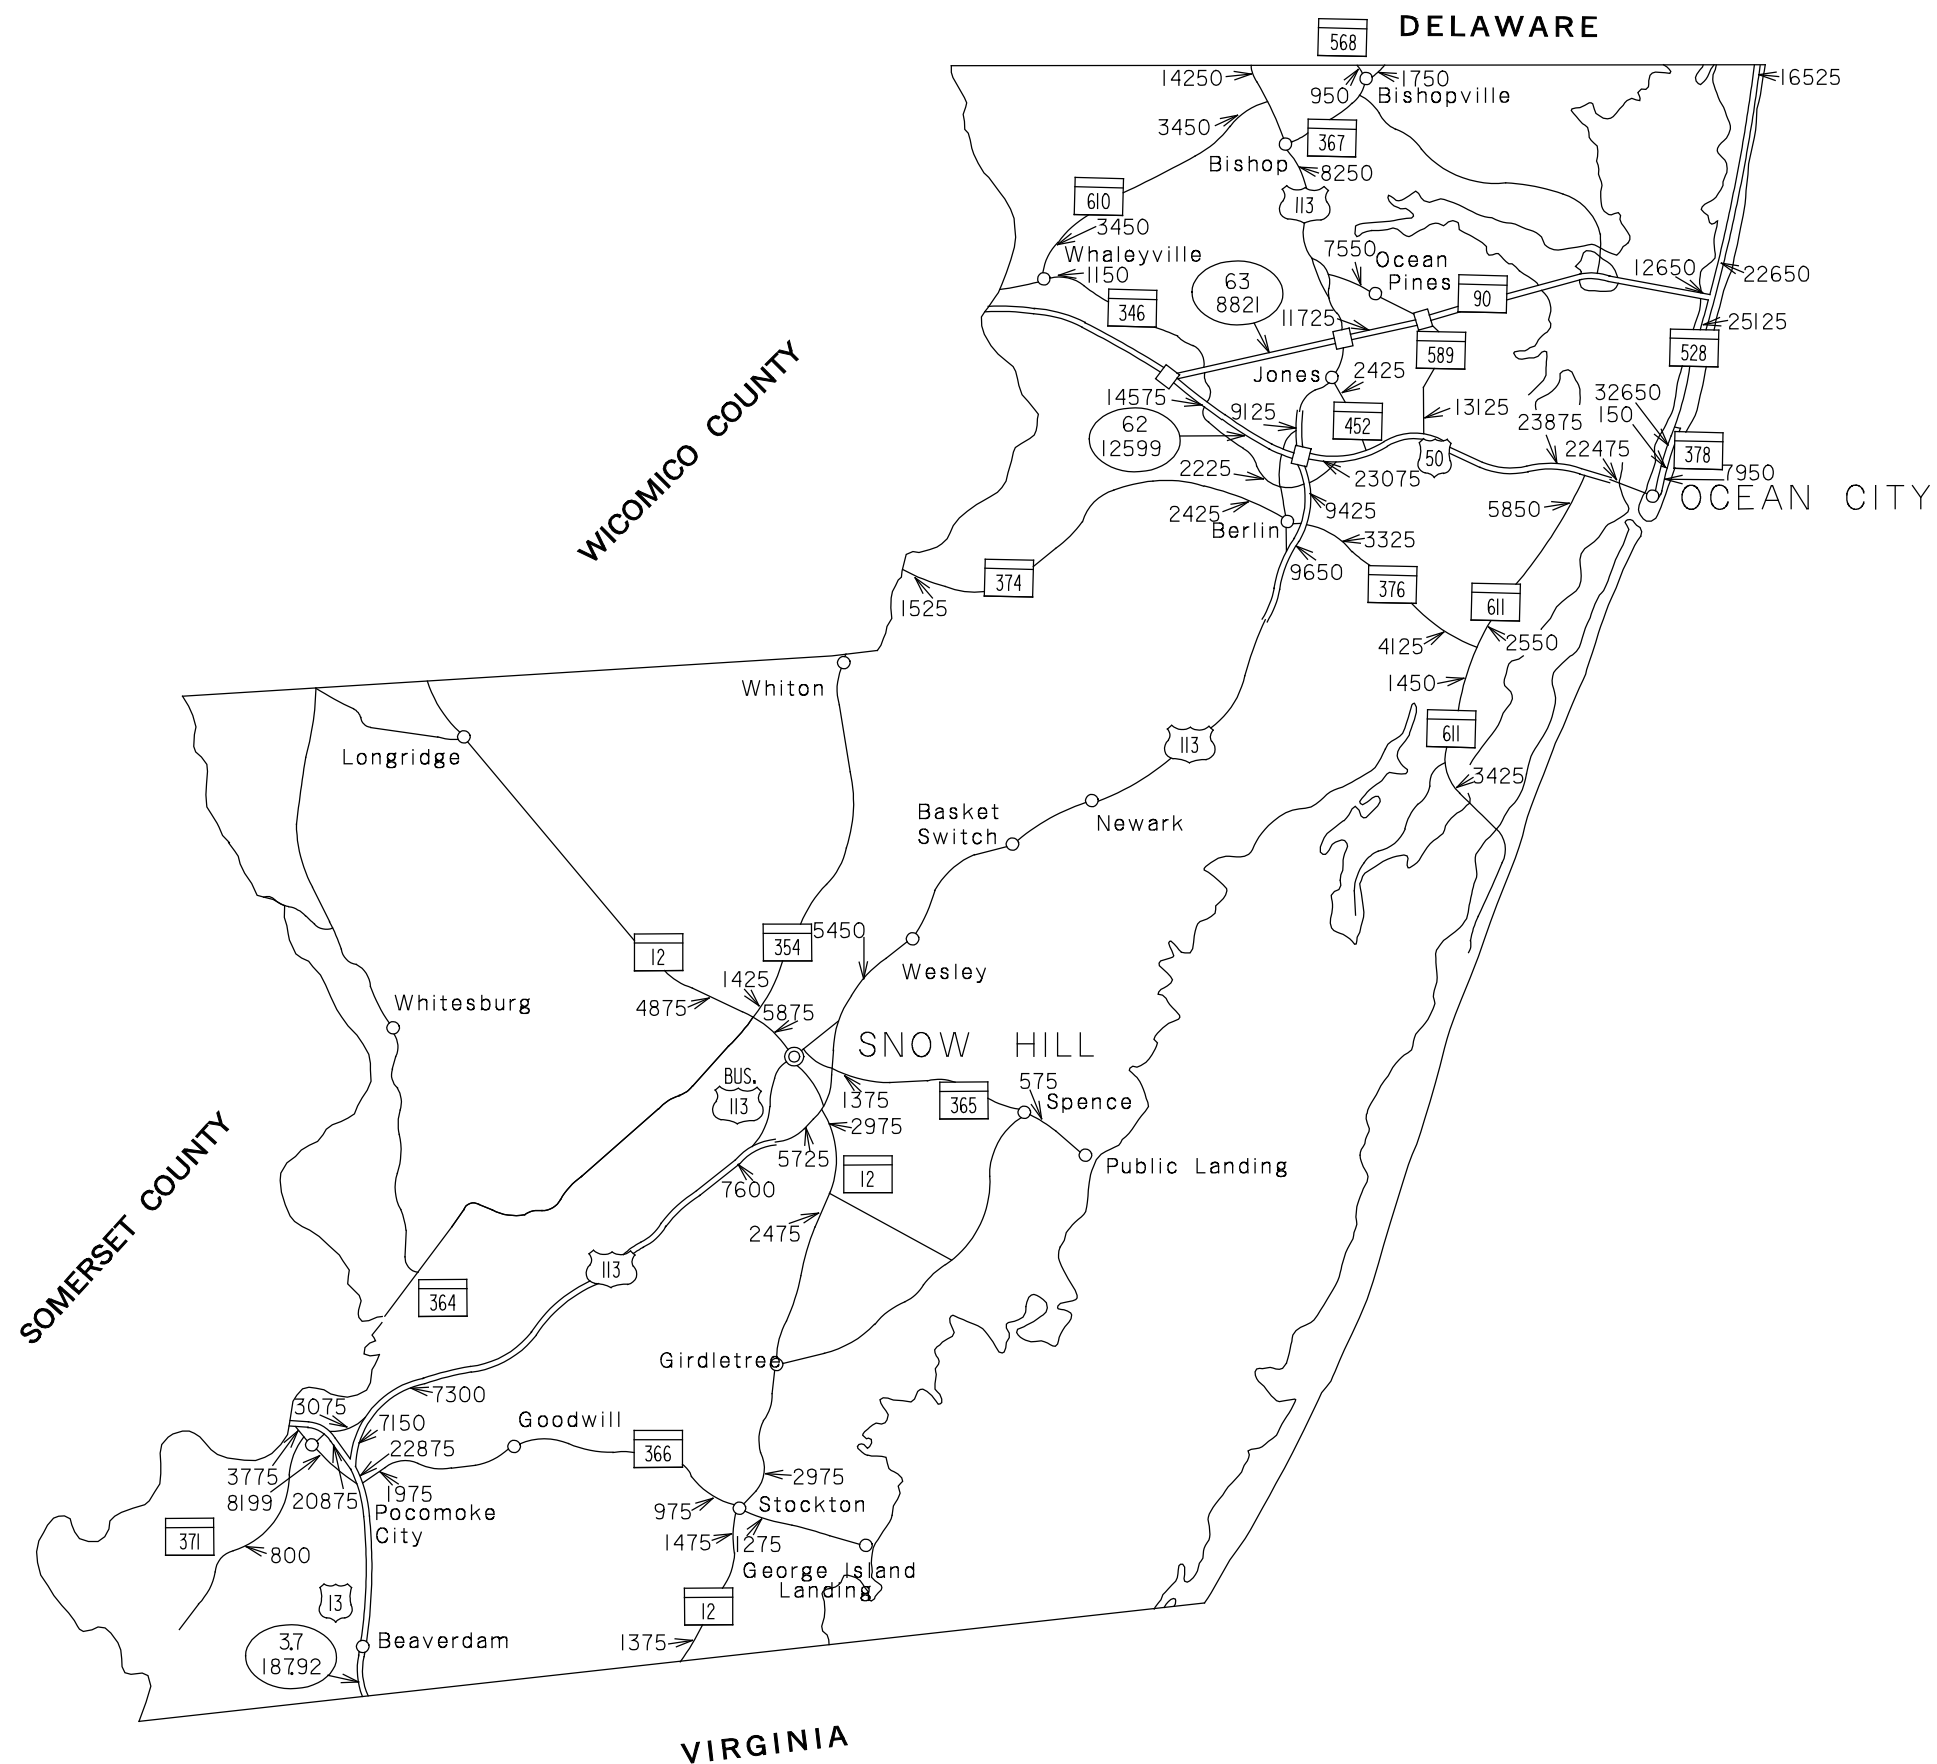 DELAWARE
568
14250
1750
16525
950
Bishopville
3450
367
Bishop
8250
610
113
3450
7550
Whaleyville
Ocean
Pines
1150
12650
22650
63
8821
90
346
11725
25125
589
528
WICOMICO COUNTY
Jones
2425
14575
32650
9125
13125
150
62
12599
452
23875
378
50
22475
2225
23075
7950
OCEAN CITY
2425
9425
5850
Berlin
3325
9650
374
376
1525
611
4125
2550
Whiton
1450
611
113
Longridge
3425
Basket
Switch
Newark
354
5450
12
Wesley
1425
4875
5875
Whitesburg
SNOW HILL
BUS.
113
575
1375
365
Spence
2975
SOMERSET COUNTY
5725
Public Landing
7600
12
2475
113
364
Girdletree
7300
3075
7150
Goodwill
22875
366
3775
2975
8199
20875
1975
975
Stockton
Pocomoke
City
371
1475
1275
800
George Island
Landing
13
12
3.7
18792
Beaverdam
1375
VIRGINIA